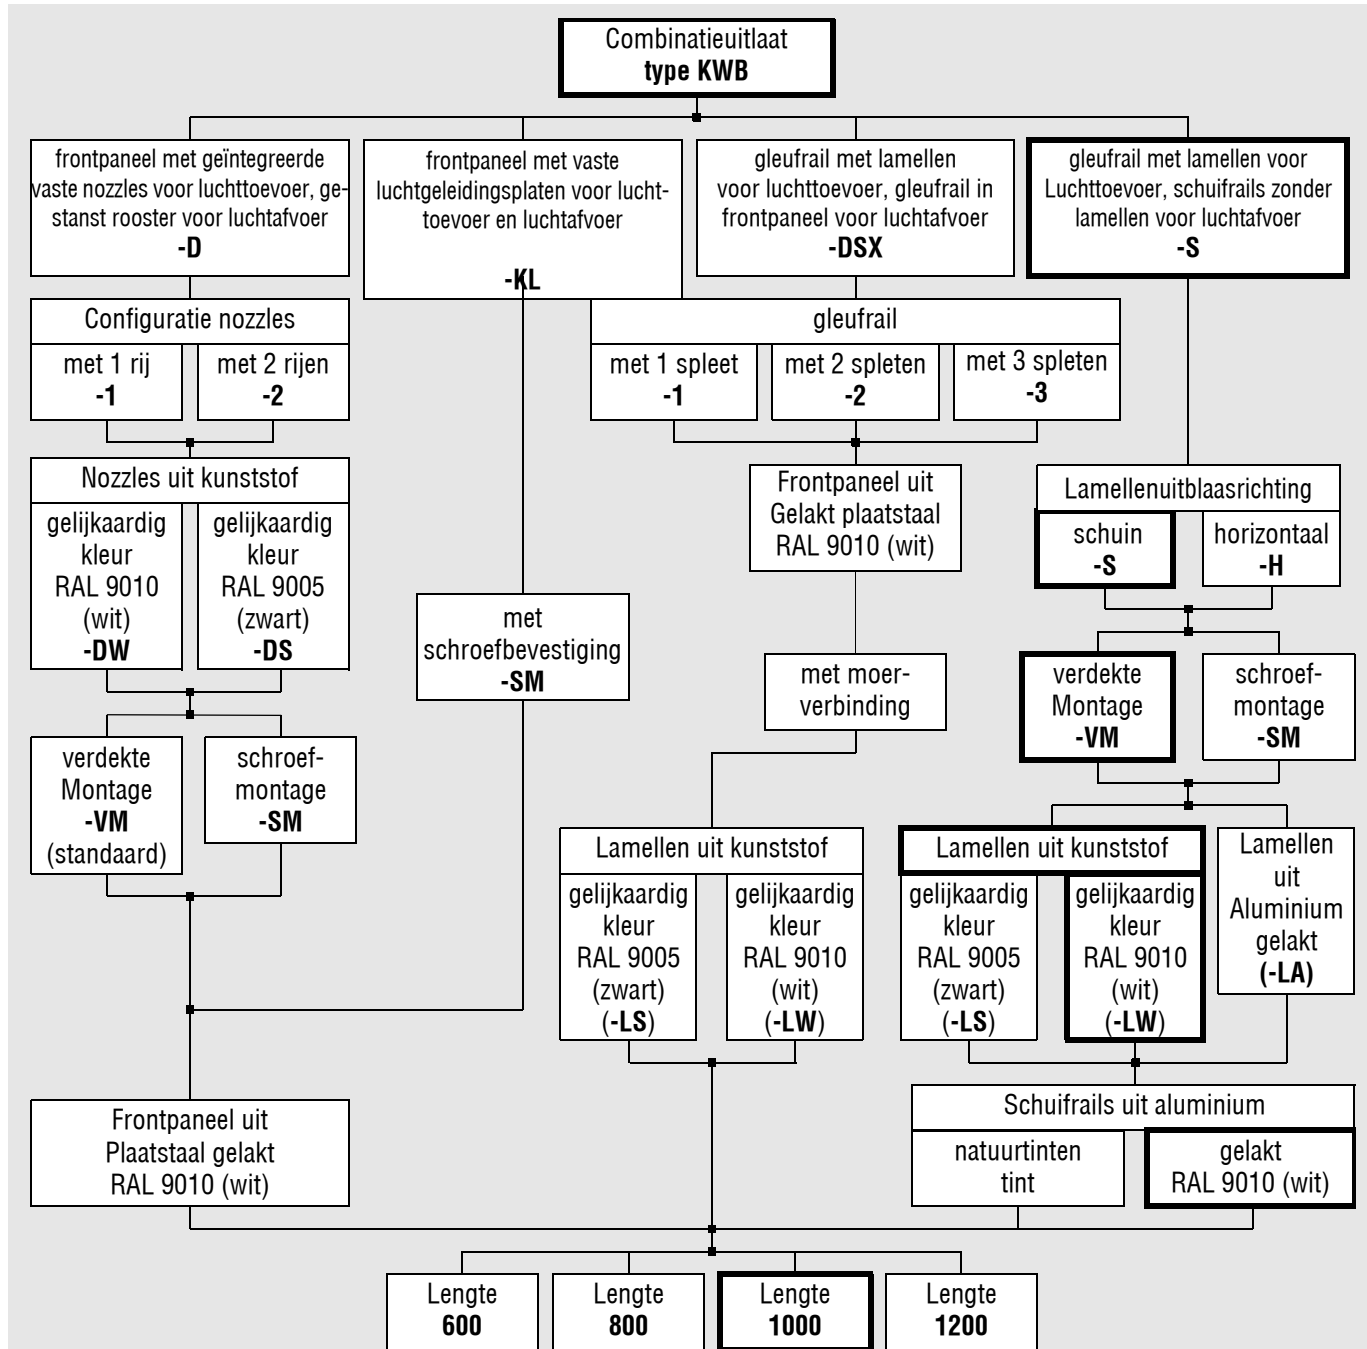 Combinatieuitlaat
type KWB
frontpaneel met geïntegreerde
vaste nozzles voor luchttoevoer, ge-
stanst rooster voor luchtafvoer
-D
frontpaneel met vaste
luchtgeleidingsplaten voor lucht-
toevoer en luchtafvoer
-KL
gleufrail met lamellen
voor luchttoevoer, gleufrail in
frontpaneel voor luchtafvoer
-DSX
gleufrail met lamellen voor
Luchttoevoer, schuifrails zonder
lamellen voor luchtafvoer
-S
Configuratie nozzles
met 1 rij
-1
met 2 rijen
-2
gleufrail
met 1 spleet
-1
met 2 spleten
-2
met 3 spleten
-3
Nozzles uit kunststof
gelijkaardig
kleur
RAL 9010
(wit)
-DW
gelijkaardig
kleur
RAL 9005
(zwart)
-DS
Frontpaneel uit
Gelakt plaatstaal
RAL 9010 (wit)
Lamellenuitblaasrichting
schuin
-S
horizontaal
-H
met
schroefbevestiging
-SM
met moer-
verbinding
verdekte
Montage
-VM
schroef-
montage
-SM
verdekte
Montage
-VM
(standaard)
schroef-
montage
-SM
Lamellen uit kunststof
gelijkaardig
kleur
RAL 9005
(zwart)
(-LS)
gelijkaardig
kleur
RAL 9010
(wit)
(-LW)
Lamellen uit kunststof
gelijkaardig
kleur
RAL 9005
(zwart)
(-LS)
gelijkaardig
kleur
RAL 9010
(wit)
(-LW)
Lamellen
uit
Aluminium
gelakt
(-LA)
Frontpaneel uit
Plaatstaal gelakt
RAL 9010 (wit)
Schuifrails uit aluminium
natuurtinten
tint
gelakt
RAL 9010 (wit)
Lengte
600
Lengte
800
Lengte
1000
Lengte
1200